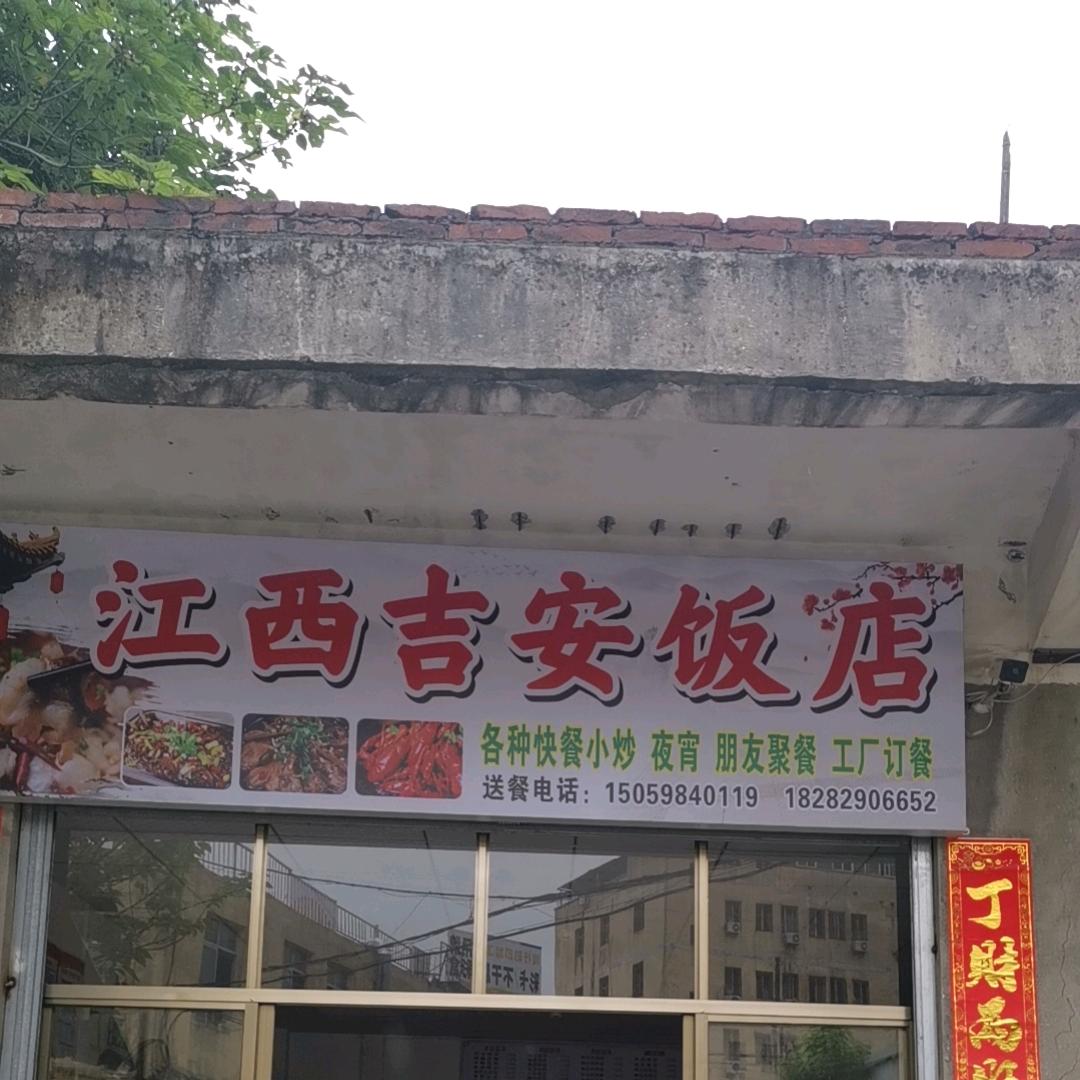 江西吉安饭店
各种快餐小炒 夜宵 朋友聚餐 工厂订餐
送餐电话：15059840119 18282906652
丁财